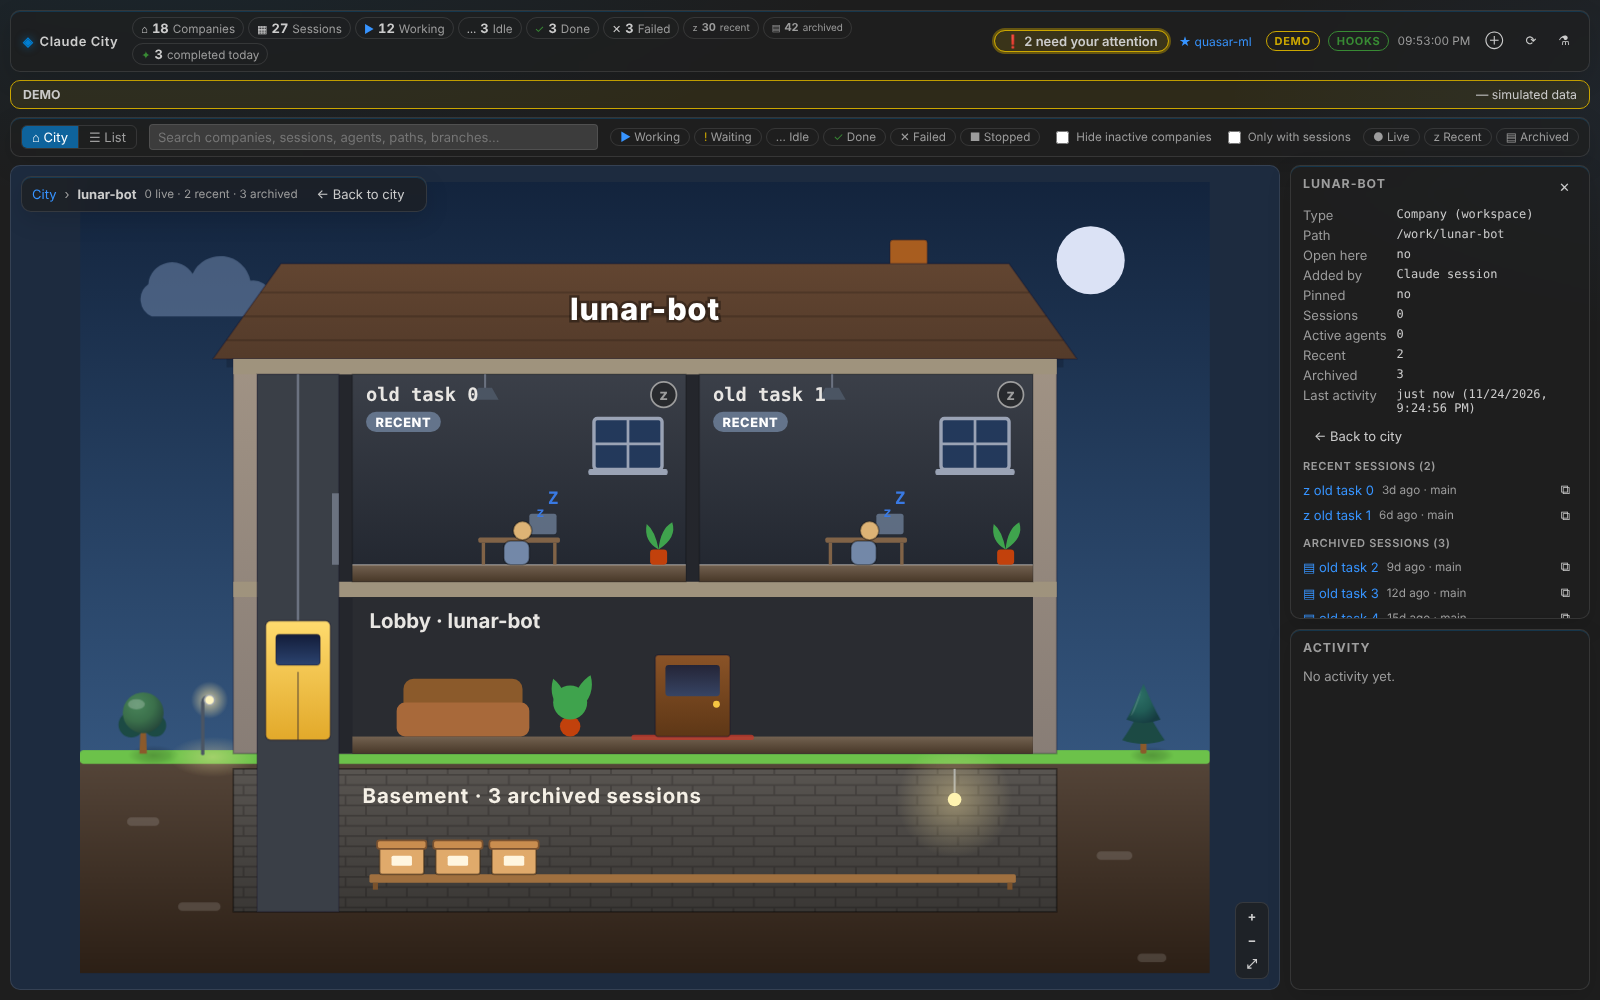 Claude City
18 Companies
27 Sessions
12 Working
... 3 Idle
3 Done
3 Failed
z 30 recent
42 archived
3 completed today
2 need your attention
quasar-ml
DEMO
HOOKS
09:53:00 PM
DEMO
— simulated data
City
List
Search companies, sessions, agents, paths, branches...
Working
! Waiting
... Idle
Done
Failed
Stopped
Hide inactive companies
Only with sessions
Live
z Recent
Archived
City › lunar-bot 0 live · 2 recent · 3 archived ← Back to city
lunar-bot
old task 0
z
RECENT
old task 1
z
RECENT
Z
z
Z
z
Lobby · lunar-bot
Basement · 3 archived sessions
+
−
LUNAR-BOT
Type Company (workspace)
Path /work/lunar-bot
Open here no
Added by Claude session
Pinned no
Sessions 0
Active agents 0
Recent 2
Archived 3
Last activity just now (11/24/2026,
9:24:56 PM)
← Back to city
RECENT SESSIONS (2)
z old task 0 3d ago · main
z old task 1 6d ago · main
ARCHIVED SESSIONS (3)
old task 2 9d ago · main
old task 3 12d ago · main
old task 4 15d ago · main
ACTIVITY
No activity yet.